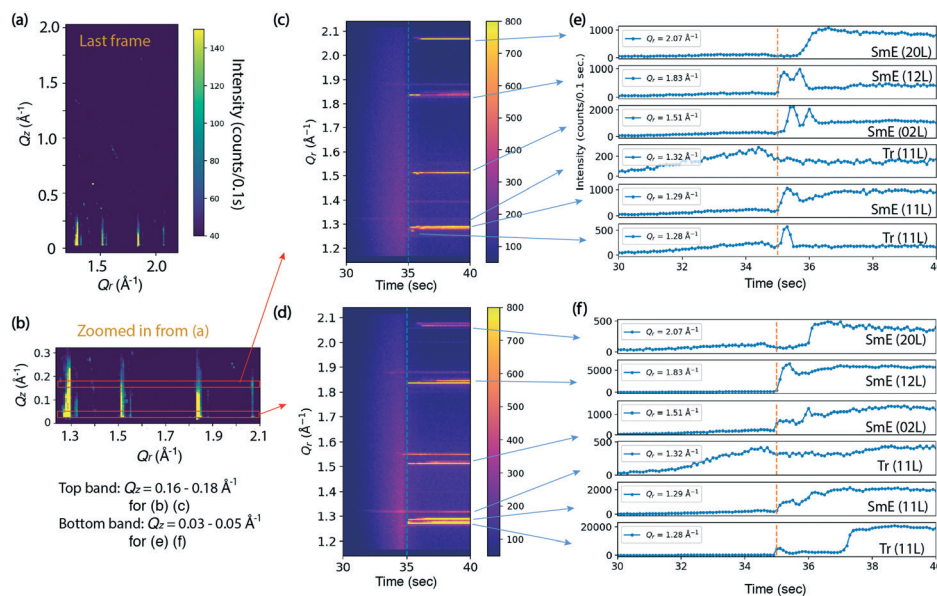 (a)
Last frame
2.0
1.75
1.5
1.25
1.0
0.75
0.5
0.25
0
Qz (Å⁻¹)
1.5
2.0
Qr (Å⁻¹)
140
120
100
80
60
40
Intensity (counts/0.1s)
(b)
Zoomed in from (a)
0.3
0.2
0.1
0
Qz (Å⁻¹)
1.3
1.5
1.7
1.9
2.1
Qr (Å⁻¹)
Top band: Qz = 0.16 - 0.18 Å⁻¹
for (b) (c)
Bottom band: Qz = 0.03 - 0.05 Å⁻¹
for (e) (f)
(c)
2.1
2.0
1.9
1.8
1.7
1.6
1.5
1.4
1.3
1.2
Qr (Å⁻¹)
30
35
40
Time (sec)
800
700
600
500
400
300
200
100
(d)
2.1
2.0
1.9
1.8
1.7
1.6
1.5
1.4
1.3
1.2
Qr (Å⁻¹)
30
35
40
Time (sec)
800
700
600
500
400
300
200
100
(e)
Intensity (counts/0.1 sec.)
1000
0
Qr = 2.07 Å⁻¹
SmE (20L)
1000
0
Qr = 1.83 Å⁻¹
SmE (12L)
2000
0
Qr = 1.51 Å⁻¹
SmE (02L)
200
0
Qr = 1.32 Å⁻¹
Tr (11L)
1000
0
Qr = 1.29 Å⁻¹
SmE (11L)
500
0
Qr = 1.28 Å⁻¹
Tr (11L)
30
32
34
36
38
40
Time (sec)
(f)
500
0
Qr = 2.07 Å⁻¹
SmE (20L)
5000
0
Qr = 1.83 Å⁻¹
SmE (12L)
1000
0
Qr = 1.51 Å⁻¹
SmE (02L)
500
0
Qr = 1.32 Å⁻¹
Tr (11L)
2000
0
Qr = 1.29 Å⁻¹
SmE (11L)
20000
10000
0
Qr = 1.28 Å⁻¹
Tr (11L)
30
32
34
36
38
40
Time (sec)